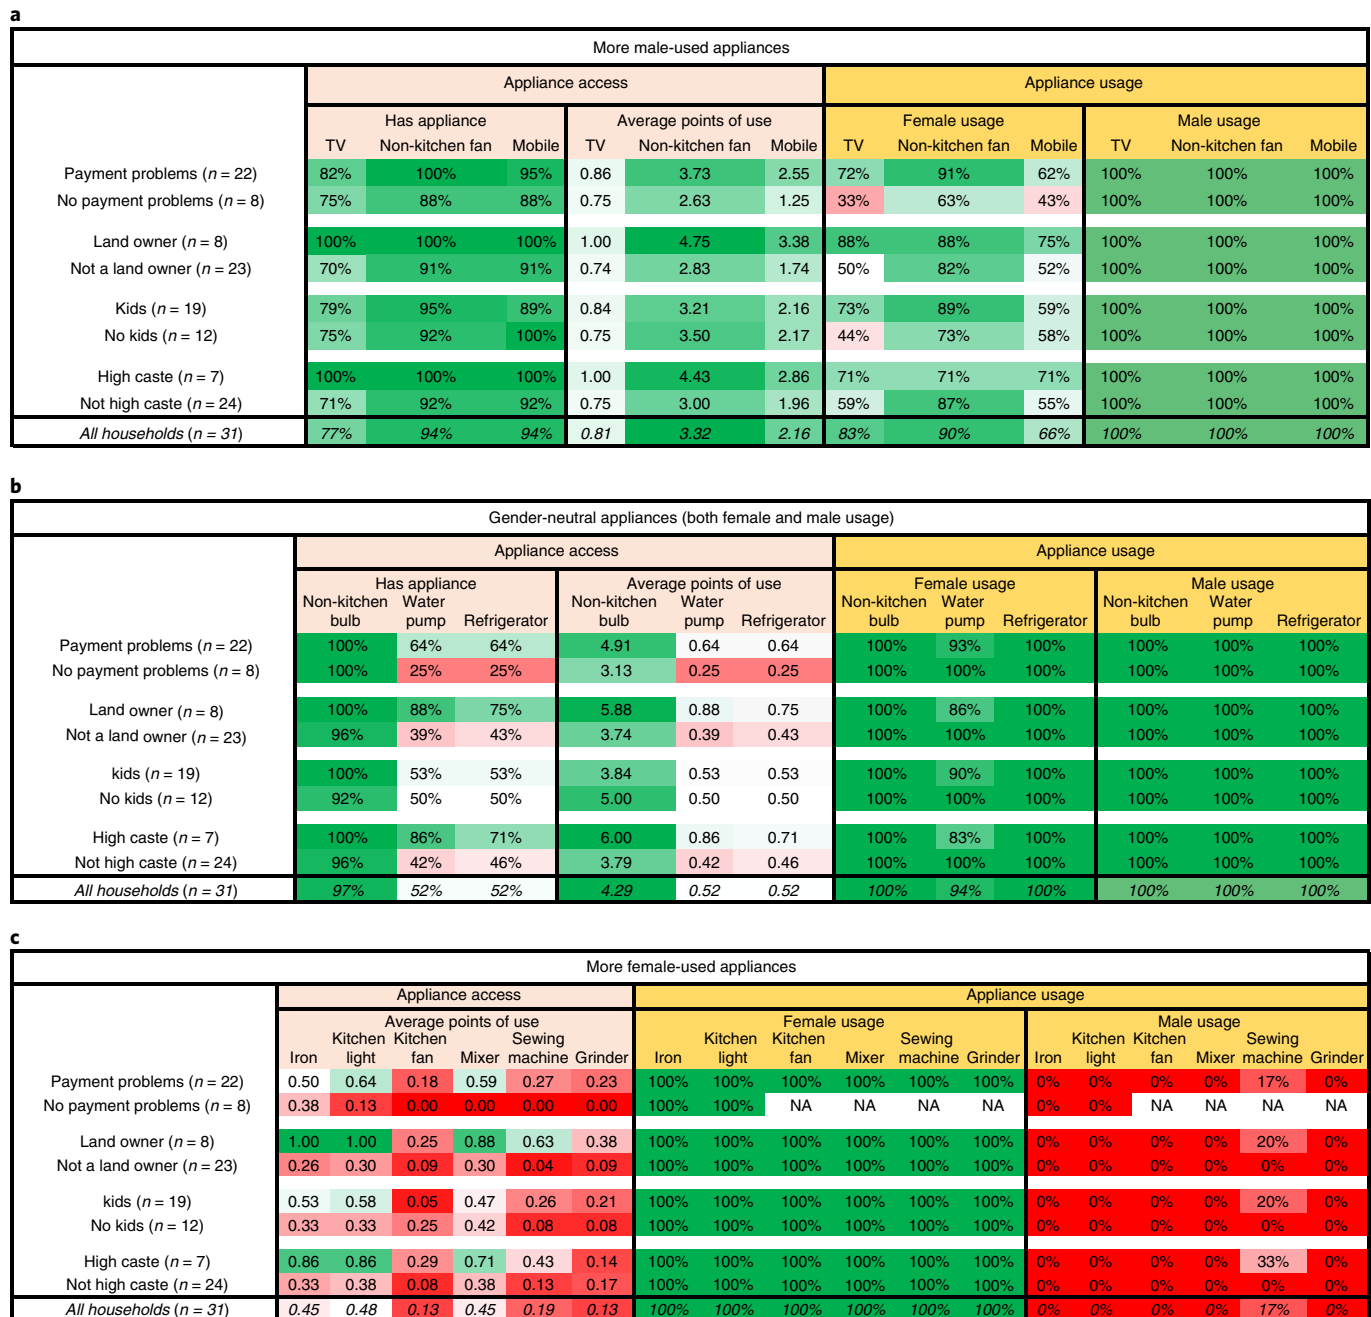 a
More male-used appliances
Appliance access Appliance usage
Has appliance Average points of use Female usage Male usage
TV Non-kitchen fan Mobile TV Non-kitchen fan Mobile TV Non-kitchen fan Mobile TV Non-kitchen fan Mobile
Payment problems (n = 22) 82% 100% 95% 0.86 3.73 2.55 72% 91% 62% 100% 100% 100%
No payment problems (n = 8) 75% 88% 88% 0.75 2.63 1.25 33% 63% 43% 100% 100% 100%
Land owner (n = 8) 100% 100% 100% 1.00 4.75 3.38 88% 88% 75% 100% 100% 100%
Not a land owner (n = 23) 70% 91% 91% 0.74 2.83 1.74 50% 82% 52% 100% 100% 100%
Kids (n = 19) 79% 95% 89% 0.84 3.21 2.16 73% 89% 59% 100% 100% 100%
No kids (n = 12) 75% 92% 100% 0.75 3.50 2.17 44% 73% 58% 100% 100% 100%
High caste (n = 7) 100% 100% 100% 1.00 4.43 2.86 71% 71% 71% 100% 100% 100%
Not high caste (n = 24) 71% 92% 92% 0.75 3.00 1.96 59% 87% 55% 100% 100% 100%
All households (n = 31) 77% 94% 94% 0.81 3.32 2.16 83% 90% 66% 100% 100% 100%
b
Gender-neutral appliances (both female and male usage)
Appliance access Appliance usage
Has appliance Average points of use Female usage Male usage
Non-kitchen Water Non-kitchen Water Non-kitchen Water Non-kitchen Water
bulb pump Refrigerator bulb pump Refrigerator bulb pump Refrigerator bulb pump Refrigerator
Payment problems (n = 22) 100% 64% 64% 4.91 0.64 0.64 100% 93% 100% 100% 100% 100%
No payment problems (n = 8) 100% 25% 25% 3.13 0.25 0.25 100% 100% 100% 100% 100% 100%
Land owner (n = 8) 100% 88% 75% 5.88 0.88 0.75 100% 86% 100% 100% 100% 100%
Not a land owner (n = 23) 96% 39% 43% 3.74 0.39 0.43 100% 100% 100% 100% 100% 100%
kids (n = 19) 100% 53% 53% 3.84 0.53 0.53 100% 90% 100% 100% 100% 100%
No kids (n = 12) 92% 50% 50% 5.00 0.50 0.50 100% 100% 100% 100% 100% 100%
High caste (n = 7) 100% 86% 71% 6.00 0.86 0.71 100% 83% 100% 100% 100% 100%
Not high caste (n = 24) 96% 42% 46% 3.79 0.42 0.46 100% 100% 100% 100% 100% 100%
All households (n = 31) 97% 52% 52% 4.29 0.52 0.52 100% 94% 100% 100% 100% 100%
c
More female-used appliances
Appliance access Appliance usage
Average points of use Female usage Male usage
Kitchen Kitchen Sewing Kitchen Kitchen Sewing Kitchen Kitchen Sewing
Iron light fan Mixer machine Grinder Iron light fan Mixer machine Grinder Iron light fan Mixer machine Grinder
Payment problems (n = 22) 0.50 0.64 0.18 0.59 0.27 0.23 100% 100% 100% 100% 100% 100% 0% 0% 0% 0% 17% 0%
No payment problems (n = 8) 0.38 0.13 0.00 0.00 0.00 0.00 100% 100% NA NA NA NA 0% 0% NA NA NA NA
Land owner (n = 8) 1.00 1.00 0.25 0.88 0.63 0.38 100% 100% 100% 100% 100% 100% 0% 0% 0% 0% 20% 0%
Not a land owner (n = 23) 0.26 0.30 0.09 0.30 0.04 0.09 100% 100% 100% 100% 100% 100% 0% 0% 0% 0% 0% 0%
kids (n = 19) 0.53 0.58 0.05 0.47 0.26 0.21 100% 100% 100% 100% 100% 100% 0% 0% 0% 0% 20% 0%
No kids (n = 12) 0.33 0.33 0.25 0.42 0.08 0.08 100% 100% 100% 100% 100% 100% 0% 0% 0% 0% 0% 0%
High caste (n = 7) 0.86 0.86 0.29 0.71 0.43 0.14 100% 100% 100% 100% 100% 100% 0% 0% 0% 0% 33% 0%
Not high caste (n = 24) 0.33 0.38 0.08 0.38 0.13 0.17 100% 100% 100% 100% 100% 100% 0% 0% 0% 0% 0% 0%
All households (n = 31) 0.45 0.48 0.13 0.45 0.19 0.13 100% 100% 100% 100% 100% 100% 0% 0% 0% 0% 17% 0%